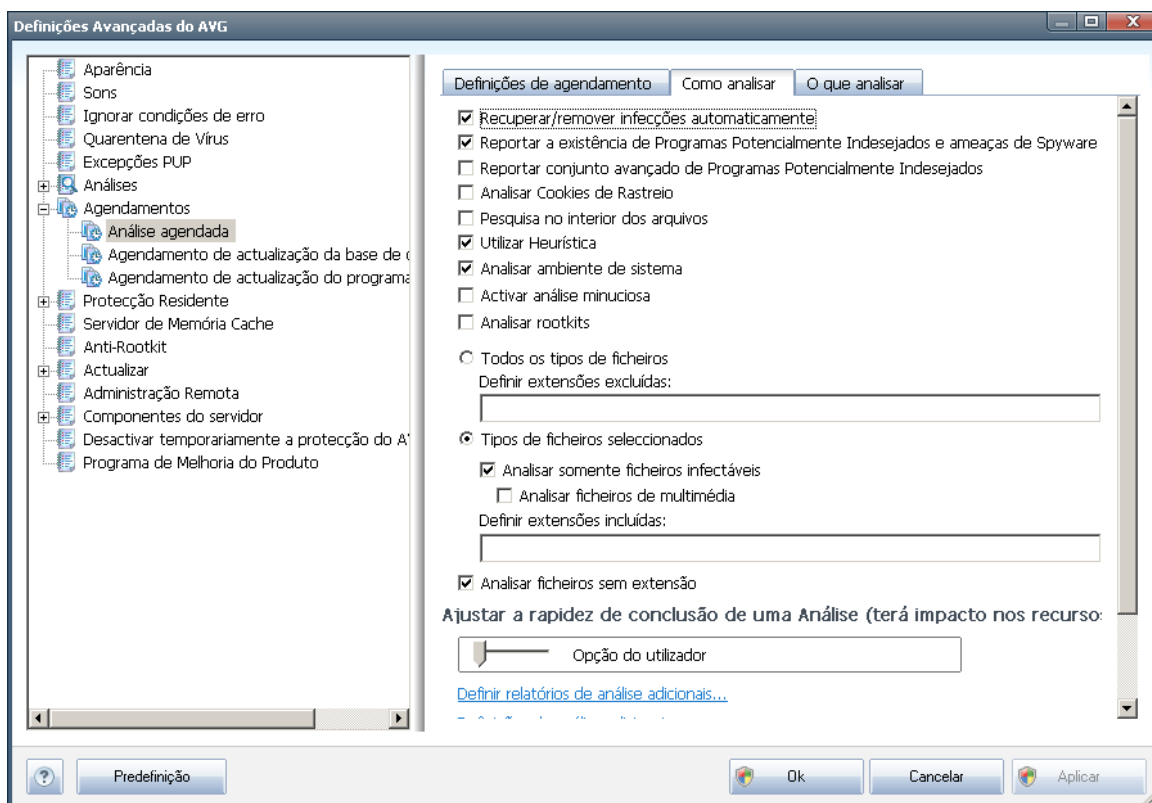 Definições Avançadas do AVG
Aparência
Sons
Ignorar condições de erro
Quarentena de Vírus
Excepções PUP
Análises
Agendamentos
Análise agendada
Agendamento de actualização da base de
Agendamento de actualização do programa
Protecção Residente
Servidor de Memória Cache
Anti-Rootkit
Actualizar
Administração Remota
Componentes do servidor
Desactivar temporariamente a protecção do
Programa de Melhoria do Produto
Definições de agendamento
Como analisar
O que analisar
Recuperar/remover infecções automaticamente
Reportar a existência de Programas Potencialmente Indesejados e ameaças de Spyware
Reportar conjunto avançado de Programas Potencialmente Indesejados
Analisar Cookies de Rastreio
Pesquisa no interior dos arquivos
Utilizar Heurística
Analisar ambiente de sistema
Activar análise minuciosa
Analisar rootkits
Todos os tipos de ficheiros
Definir extensões excluídas:
Tipos de ficheiros seleccionados
Analisar somente ficheiros infectáveis
Analisar ficheiros de multimédia
Definir extensões incluídas:
Analisar ficheiros sem extensão
Ajustar a rapidez de conclusão de uma Análise (terá impacto nos recurso
Opção do utilizador
Definir relatórios de análise adicionais...
?
Predefinição
Ok
Cancelar
Aplicar